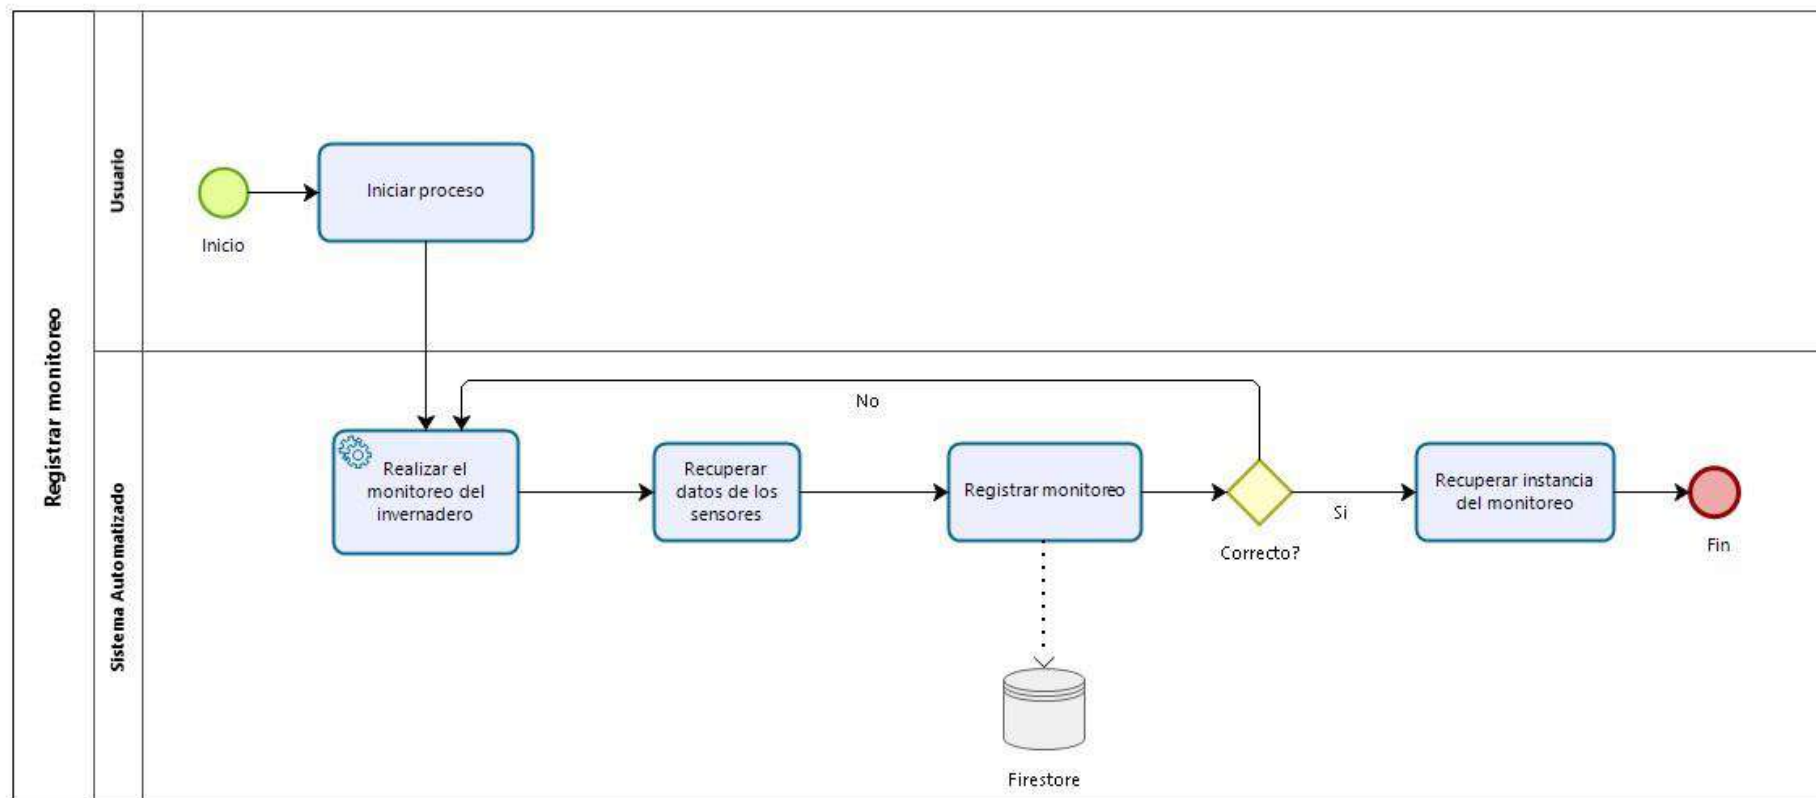 Registrar monitoreo
Usuario
Inicio
Iniciar proceso
Sistema Automatizado
No
Realizar el
monitoreo del
invernadero
Recuperar
datos de los
sensores
Registrar monitoreo
Correcto?
Si
Recuperar instancia
del monitoreo
Fin
Firestore